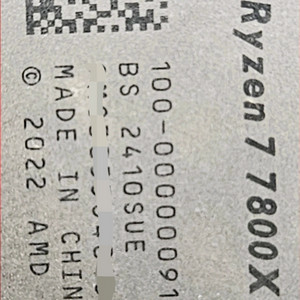 Ryzen 7 7800X
100-00000091
BS 2410SUE
MADE IN CHIN
© 2022 AMD